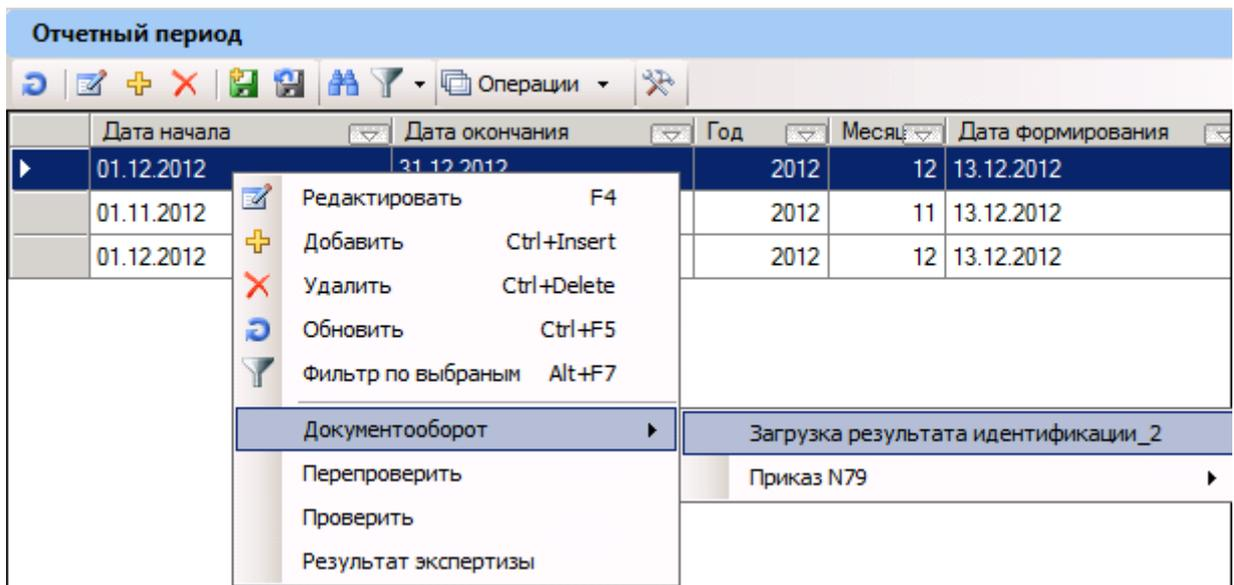 Отчетный период
Операции
Дата начала Дата окончания Год Месяц Дата формирования
01.12.2012 31.12.2012 2012 12 13.12.2012
01.11.2012 2012 11 13.12.2012
01.12.2012 2012 12 13.12.2012
Редактировать F4
Добавить Ctrl+Insert
Удалить Ctrl+Delete
Обновить Ctrl+F5
Фильтр по выбраным Alt+F7
Документооборот Загрузка результата идентификации_2
Перепроверить Приказ N79
Проверить
Результат экспертизы